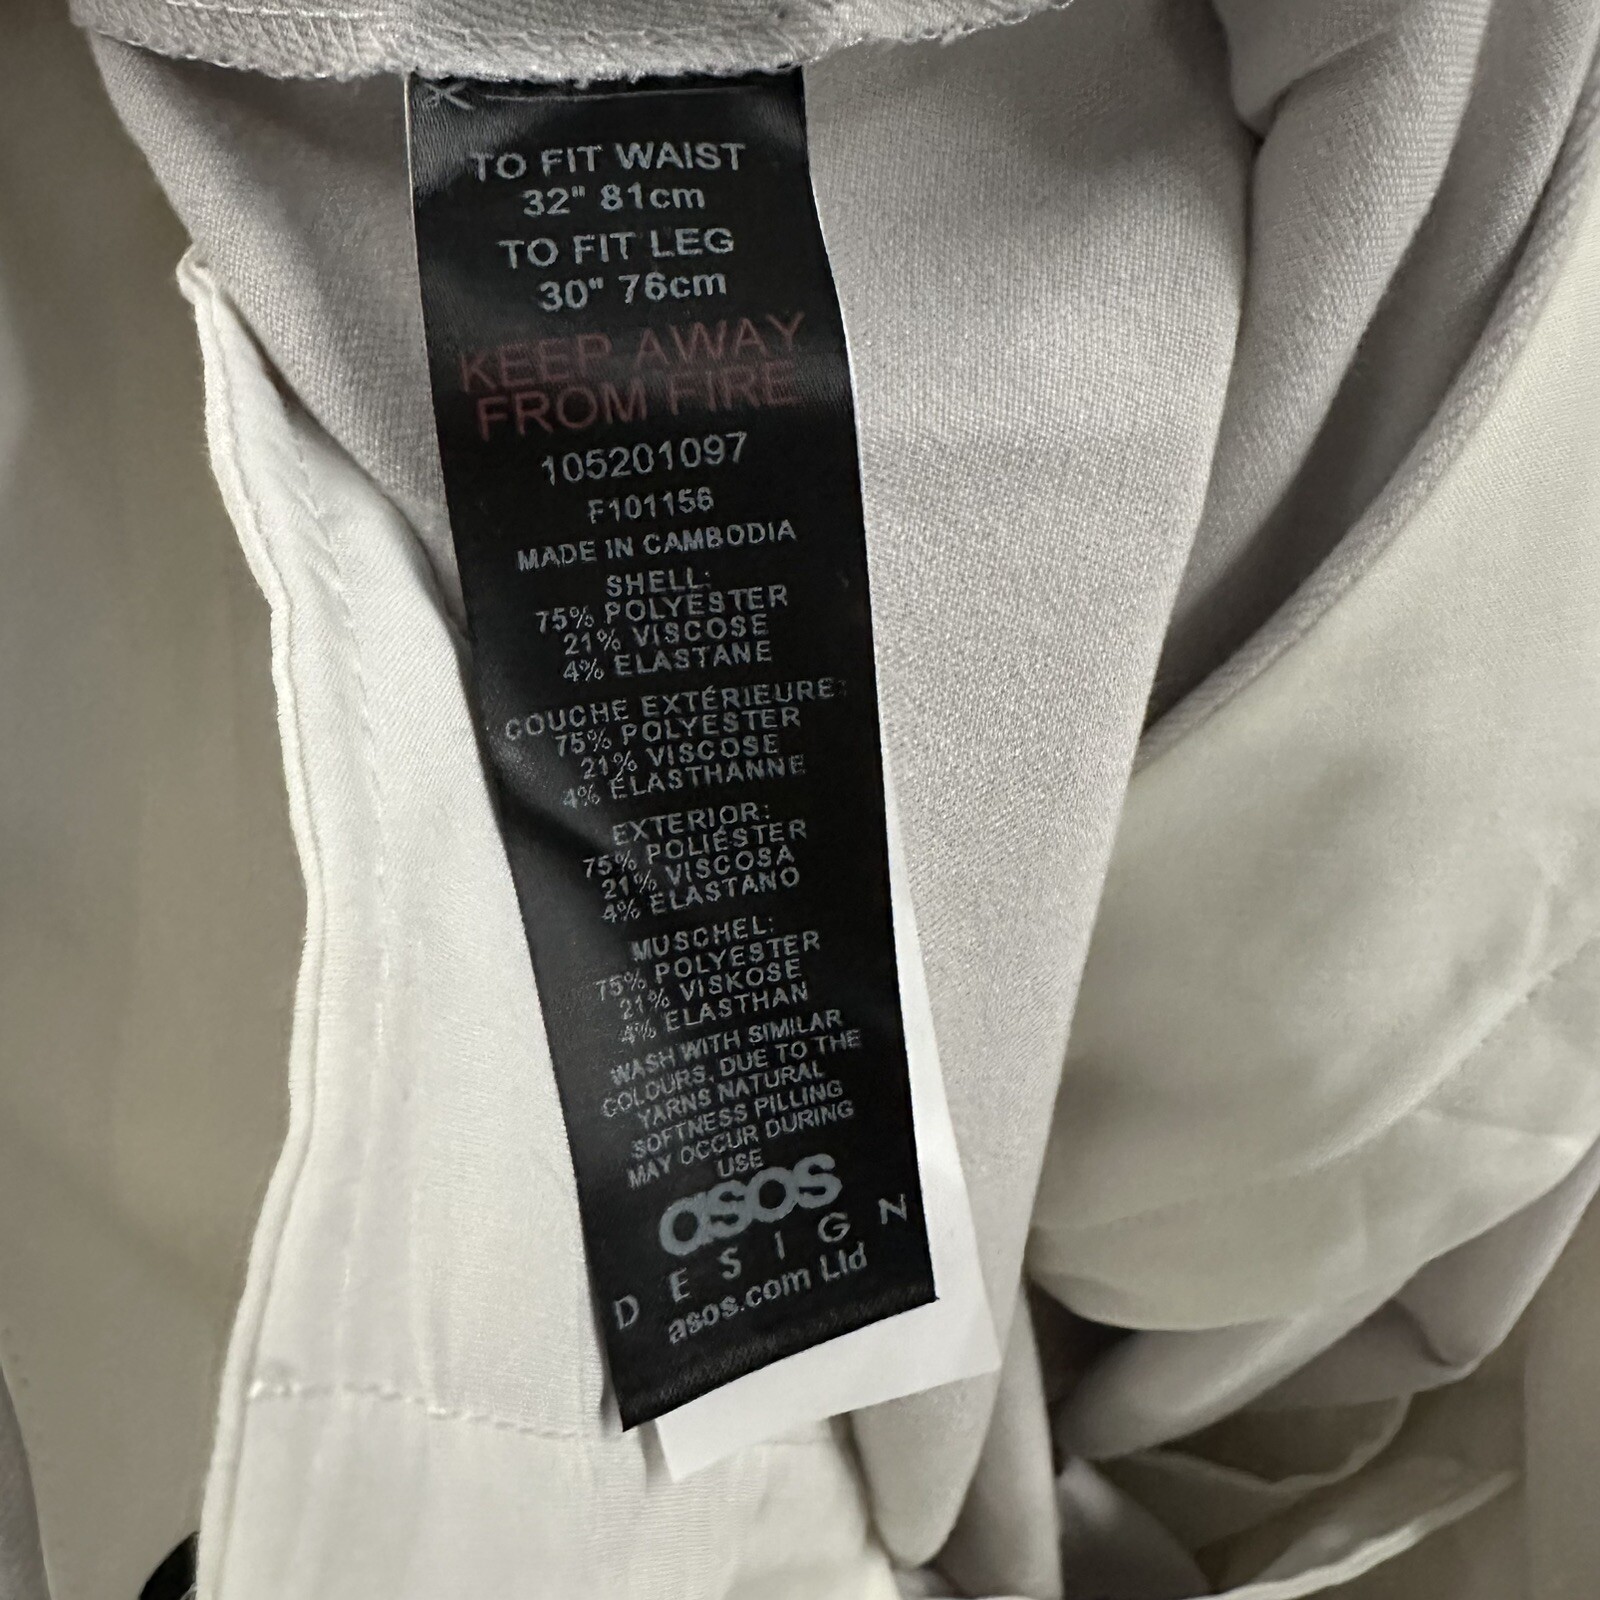 TO FIT WAIST
32" 81cm
TO FIT LEG
30" 76cm
KEEP AWAY
FROM FIRE
105201097
F101156
MADE IN CAMBODIA
SHELL:
75% POLYESTER
21% VISCOSE
4% ELASTANE
COUCHE EXTÉRIEURE:
75% POLYESTER
21% VISCOSE
4% ÉLASTHANNE
EXTERIOR:
75% POLIÉSTER
21% VISCOSA
4% ELASTANO
MUSCHEL:
75% POLYESTER
21% VISKOSE
4% ELASTHAN
WASH WITH SIMILAR
COLOURS. DUE TO THE
YARNS NATURAL
SOFTNESS PILLING
MAY OCCUR DURING
USE
asos
DESIGN
asos.com Ltd